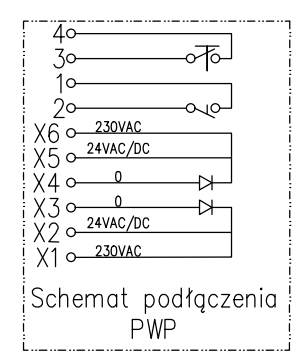 4
3
1
2
X6 230VAC
X5 24VAC/DC
X4 0
X3 0
X2 24VAC/DC
X1 230VAC
Schemat podłączenia
PWP